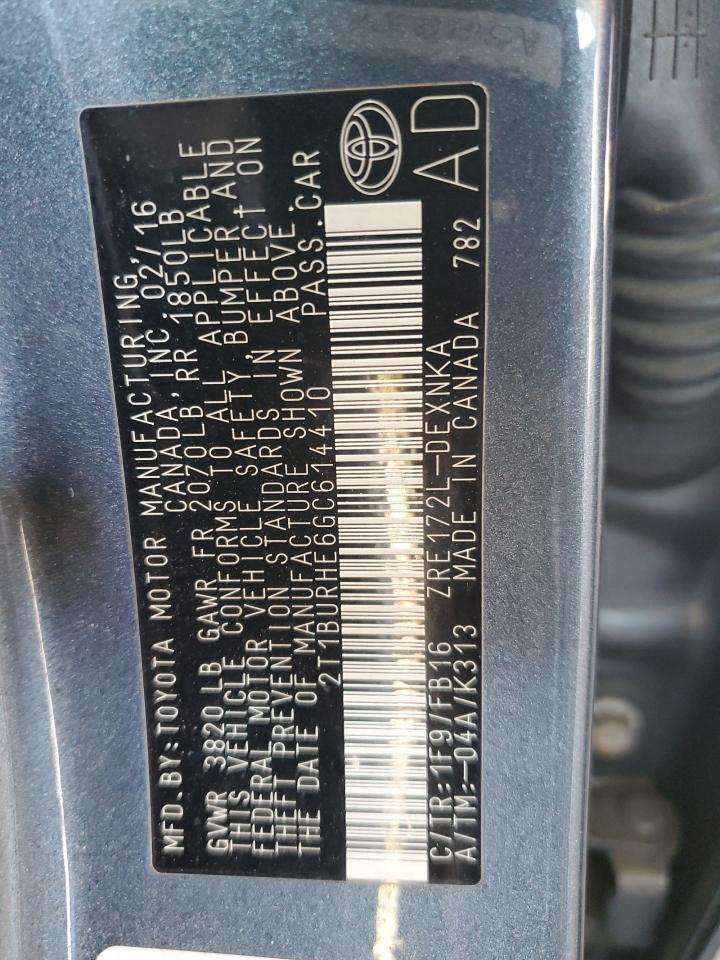 MFD.BY:TOYOTA MOTOR MANUFACTURING,
CANADA, INC. 02/16
GVWR 3820 LB GAWR FR 2070LB RR 1850LB
THIS VEHICLE CONFORMS TO ALL APPLICABLE
FEDERAL MOTOR VEHICLE SAFETY, BUMPER, AND
THEFT PREVENTION STANDARDS IN EFFECT ON
THE DATE OF MANUFACTURE SHOWN ABOVE.
2T1BURHE6GC614410 PASS.CAR
C/TR:1F9/FB16 ZRE172L-DEXNKA 782
A/TM:-04A/K313 MADE IN CANADA
AD